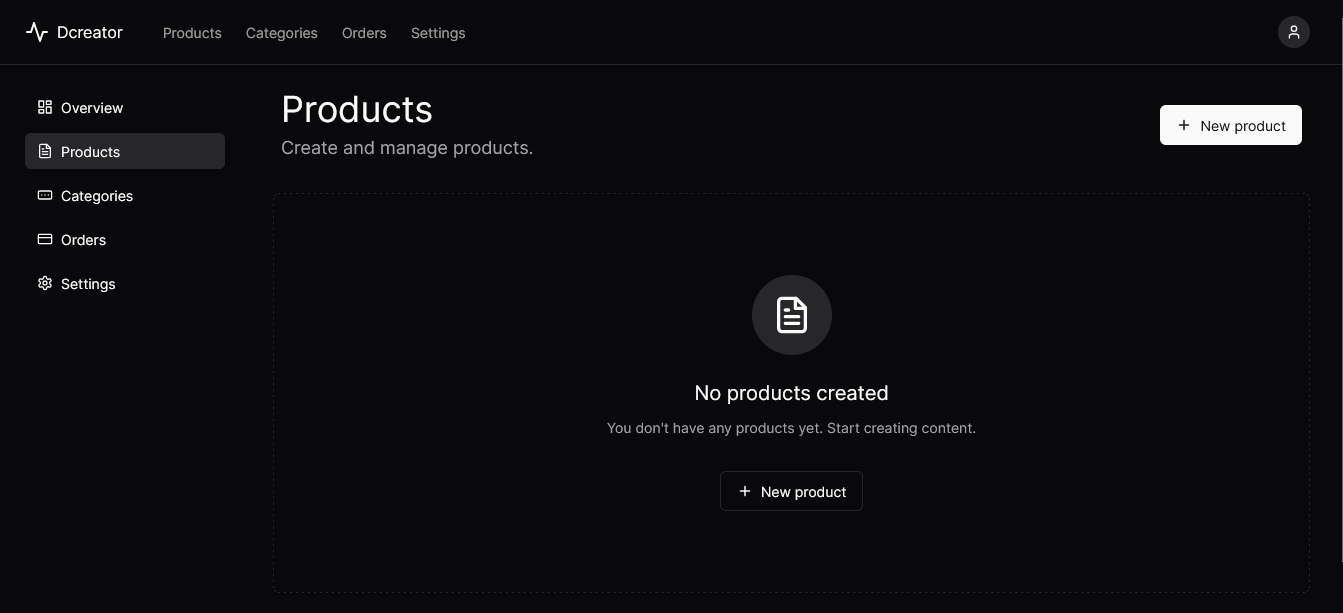 Dcreator
Products
Categories
Orders
Settings
Overview
Products
Categories
Orders
Settings
Products
Create and manage products.
New product
No products created
You don't have any products yet. Start creating content.
New product